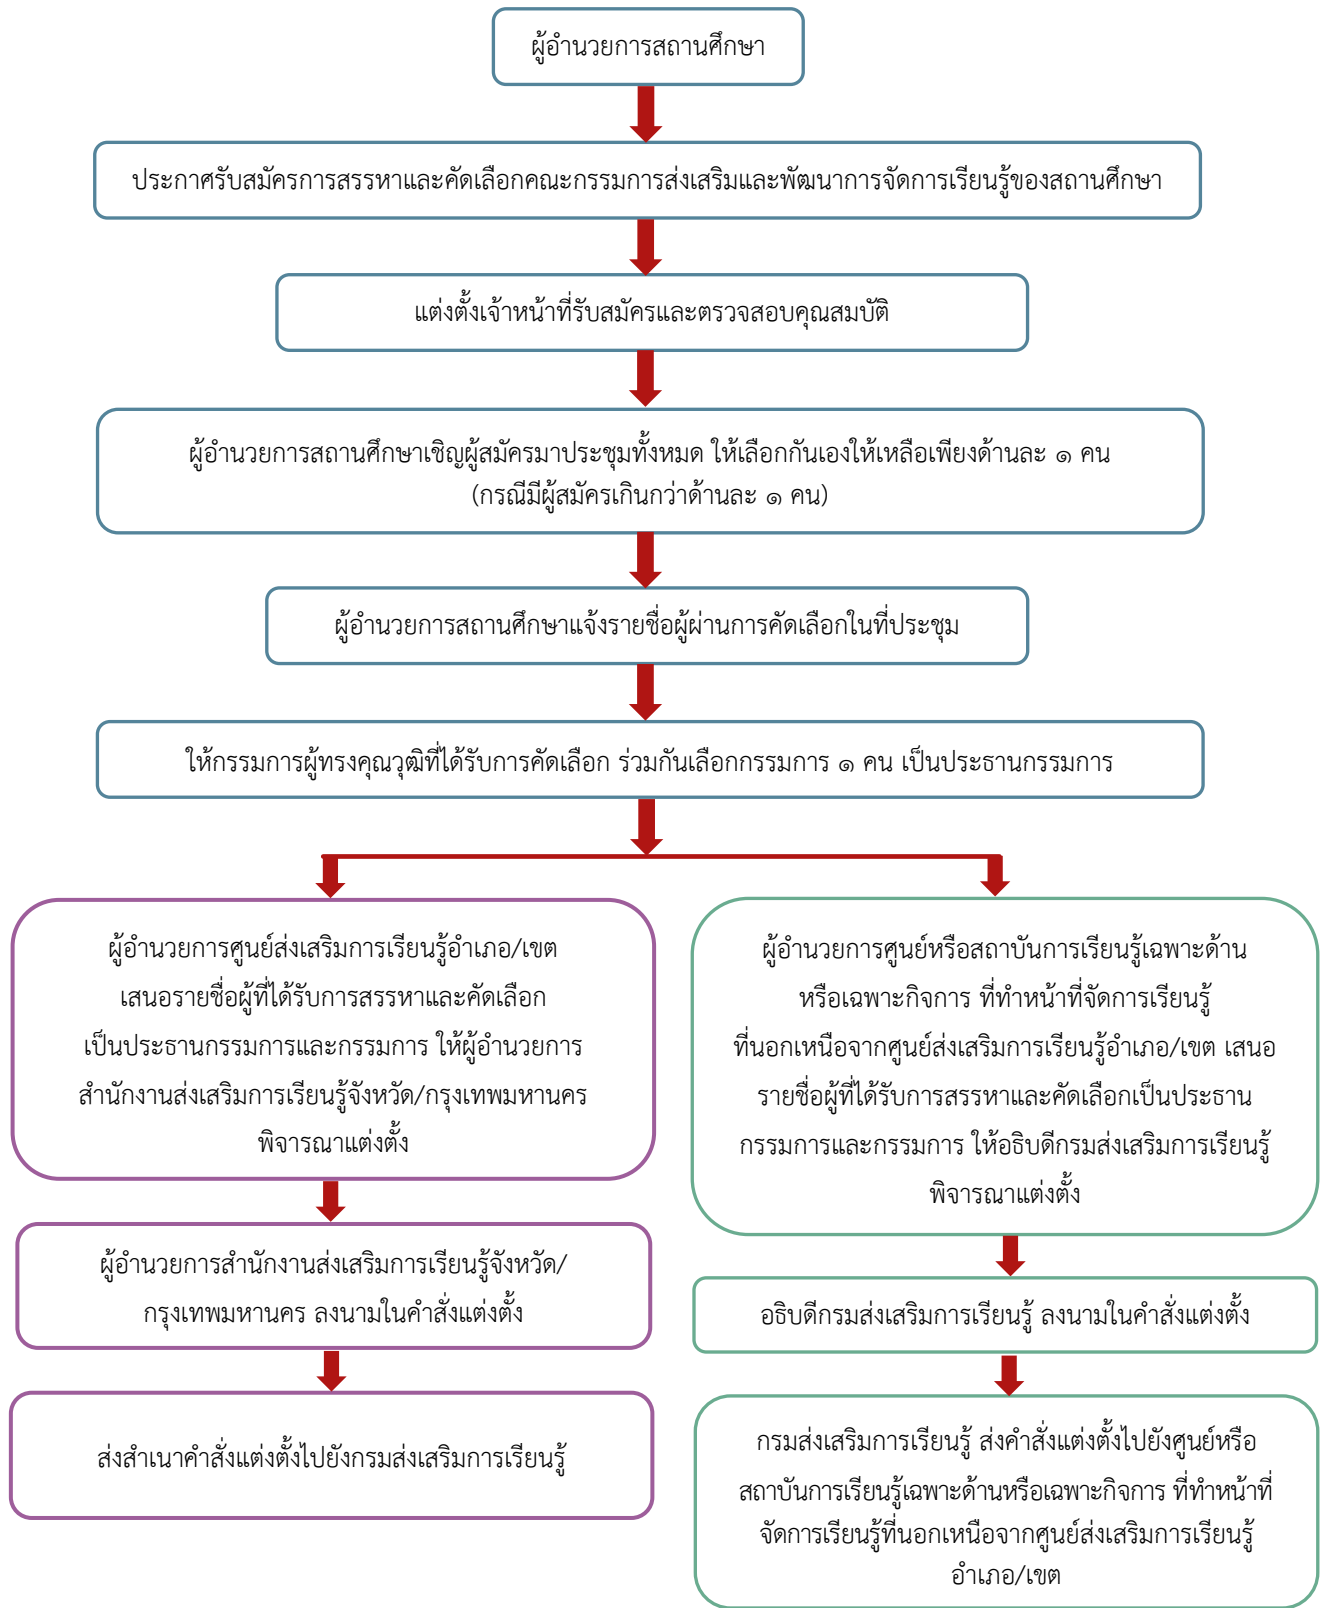 ผู้อำนวยการสถานศึกษา
ประกาศรับสมัครการสรรหาและคัดเลือกคณะกรรมการส่งเสริมและพัฒนาการจัดการเรียนรู้ของสถานศึกษา
แต่งตั้งเจ้าหน้าที่รับสมัครและตรวจสอบคุณสมบัติ
ผู้อำนวยการสถานศึกษาเชิญผู้สมัครมาประชุมทั้งหมด ให้เลือกกันเองให้เหลือเพียงด้านละ ๑ คน
(กรณีมีผู้สมัครเกินกว่าด้านละ ๑ คน)
ผู้อำนวยการสถานศึกษาแจ้งรายชื่อผู้ผ่านการคัดเลือกในที่ประชุม
ให้กรรมการผู้ทรงคุณวุฒิที่ได้รับการคัดเลือก ร่วมกันเลือกกรรมการ ๑ คน เป็นประธานกรรมการ
ผู้อำนวยการศูนย์ส่งเสริมการเรียนรู้อำเภอ/เขต
เสนอรายชื่อผู้ที่ได้รับการสรรหาและคัดเลือก
เป็นประธานกรรมการและกรรมการ ให้ผู้อำนวยการ
สำนักงานส่งเสริมการเรียนรู้จังหวัด/กรุงเทพมหานคร
พิจารณาแต่งตั้ง
ผู้อำนวยการสำนักงานส่งเสริมการเรียนรู้จังหวัด/
กรุงเทพมหานคร ลงนามในคำสั่งแต่งตั้ง
ส่งสำเนาคำสั่งแต่งตั้งไปยังกรมส่งเสริมการเรียนรู้
ผู้อำนวยการศูนย์หรือสถาบันการเรียนรู้เฉพาะด้าน
หรือเฉพาะกิจการ ที่ทำหน้าที่จัดการเรียนรู้
ที่นอกเหนือจากศูนย์ส่งเสริมการเรียนรู้อำเภอ/เขต เสนอ
รายชื่อผู้ที่ได้รับการสรรหาและคัดเลือกเป็นประธาน
กรรมการและกรรมการ ให้อธิบดีกรมส่งเสริมการเรียนรู้
พิจารณาแต่งตั้ง
อธิบดีกรมส่งเสริมการเรียนรู้ ลงนามในคำสั่งแต่งตั้ง
กรมส่งเสริมการเรียนรู้ ส่งคำสั่งแต่งตั้งไปยังศูนย์หรือ
สถาบันการเรียนรู้เฉพาะด้านหรือเฉพาะกิจการ ที่ทำหน้าที่
จัดการเรียนรู้ที่นอกเหนือจากศูนย์ส่งเสริมการเรียนรู้
อำเภอ/เขต